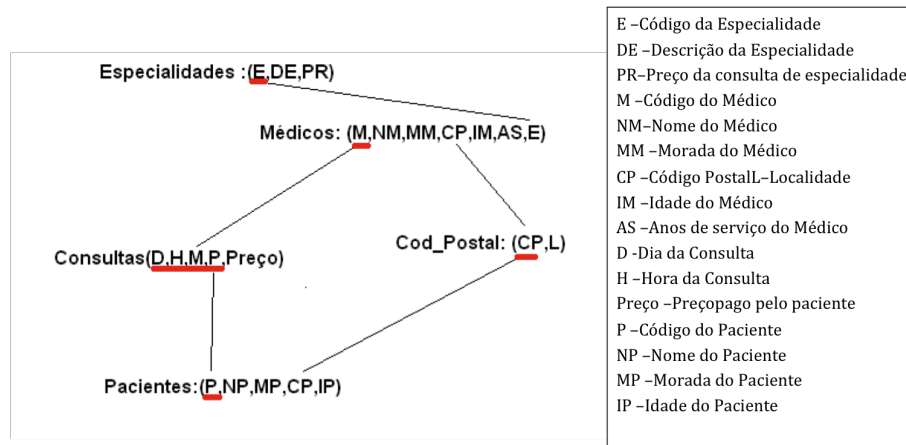 Especialidades :(E,DE,PR)
Médicos: (M,NM,MM,CP,IM,AS,E)
Consultas(D,H,M,P,Preço)
Cod_Postal: (CP,L)
Pacientes:(P,NP,MP,CP,IP)
E –Código da Especialidade
DE –Descrição da Especialidade
PR–Preço da consulta de especialidade
M –Código do Médico
NM–Nome do Médico
MM –Morada do Médico
CP –Código PostalL–Localidade
IM –Idade do Médico
AS –Anos de serviço do Médico
D -Dia da Consulta
H –Hora da Consulta
Preço –Preçopago pelo paciente
P –Código do Paciente
NP –Nome do Paciente
MP –Morada do Paciente
IP –Idade do Paciente